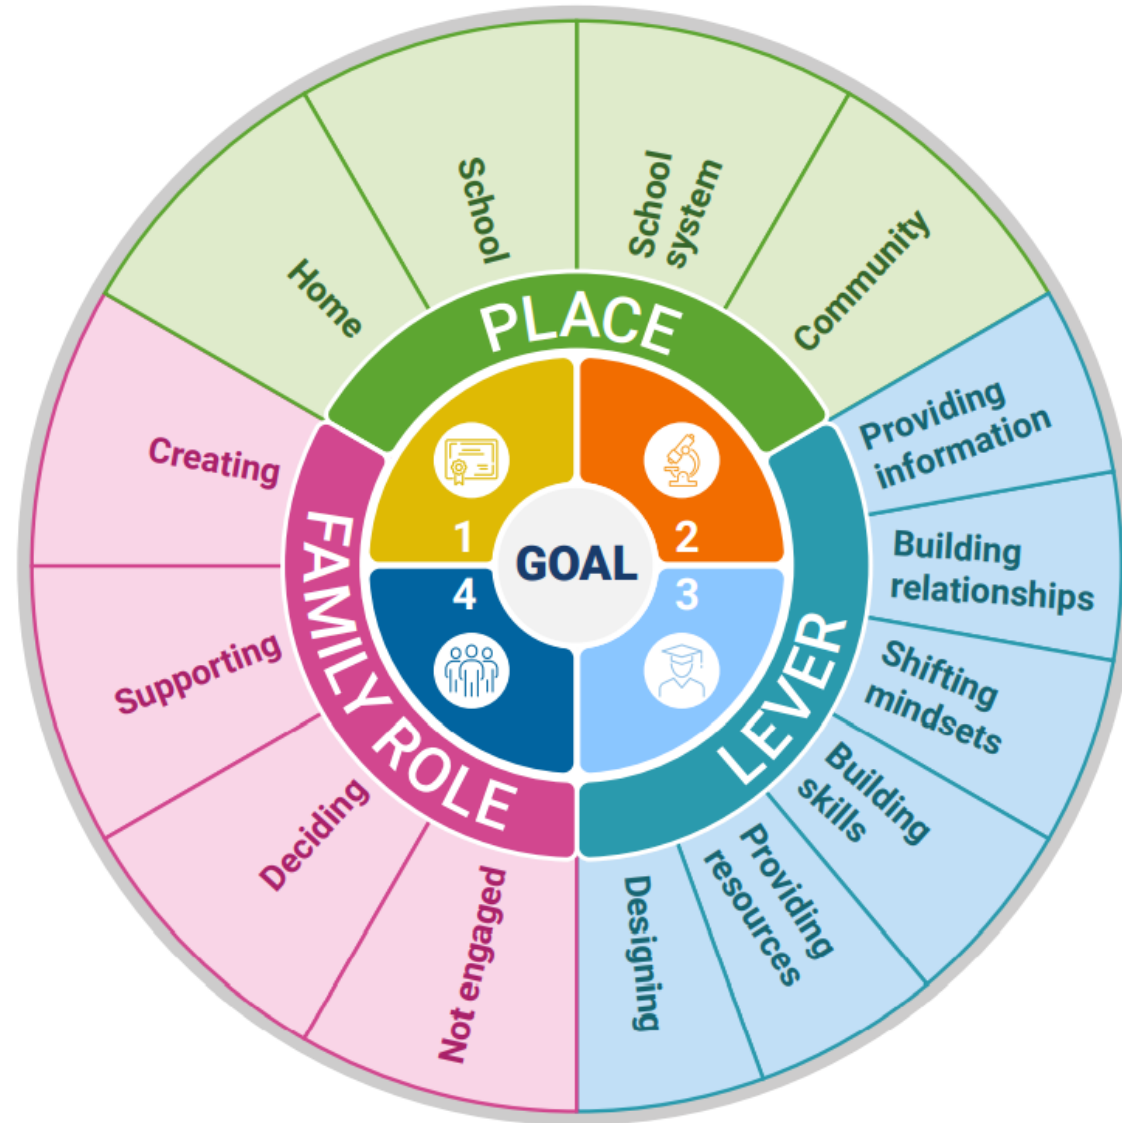 School
School
system
Home
Community
PLACE
Providing
information
Creating
1
2
GOAL
Building
relationships
4
3
FAMILY ROLE
LEVER
Supporting
Shifting
mindsets
Building
skills
Deciding
Providing
resources
Not engaged
Designing